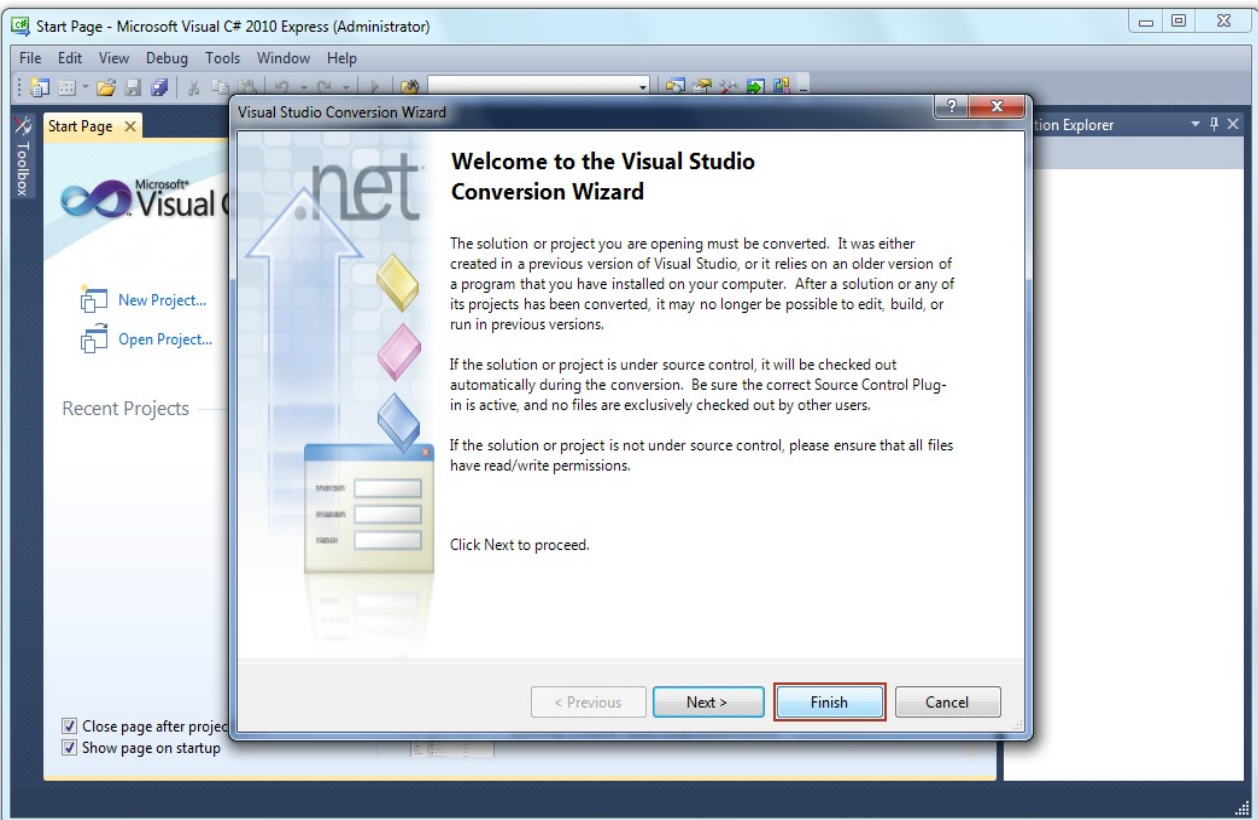 Start Page - Microsoft Visual C# 2010 Express (Administrator)
File Edit View Debug Tools Window Help
Visual Studio Conversion Wizard
Start Page
tion Explorer
Toolbox
Microsoft
Visual
.net
Welcome to the Visual Studio
Conversion Wizard
The solution or project you are opening must be converted. It was either
created in a previous version of Visual Studio, or it relies on an older version of
a program that you have installed on your computer. After a solution or any of
its projects has been converted, it may no longer be possible to edit, build, or
run in previous versions.
If the solution or project is under source control, it will be checked out
automatically during the conversion. Be sure the correct Source Control Plug-
in is active, and no files are exclusively checked out by other users.
If the solution or project is not under source control, please ensure that all files
have read/write permissions.
Click Next to proceed.
New Project...
Open Project...
Recent Projects
< Previous Next > Finish Cancel
Close page after projec
Show page on startup